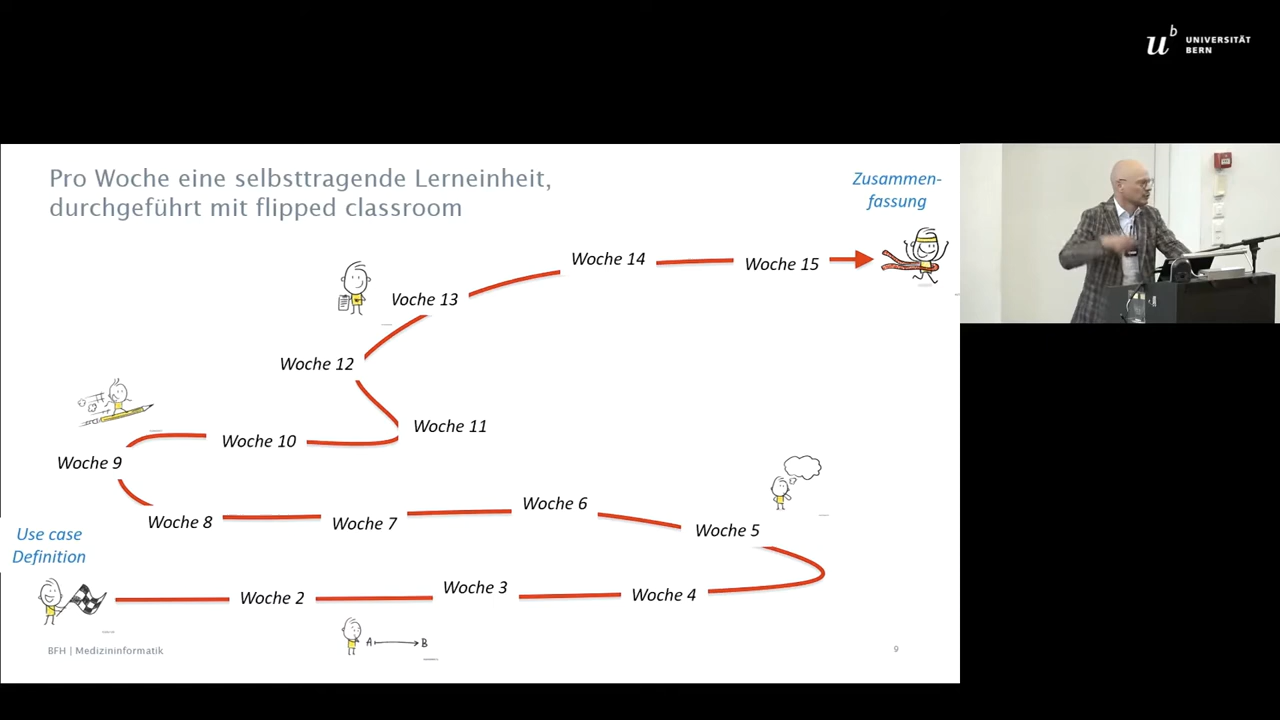 u^b UNIVERSITÄT
BERN
Pro Woche eine selbsttragende Lerneinheit,
durchgeführt mit flipped classroom
Zusammen-
fassung
Woche 14
Woche 15
Voche 13
Woche 12
Woche 11
Woche 10
Woche 9
Woche 6
Woche 8
Woche 7
Woche 5
Use case
Definition
Woche 2
Woche 3
Woche 4
A
B
BFH | Medizininformatik
9